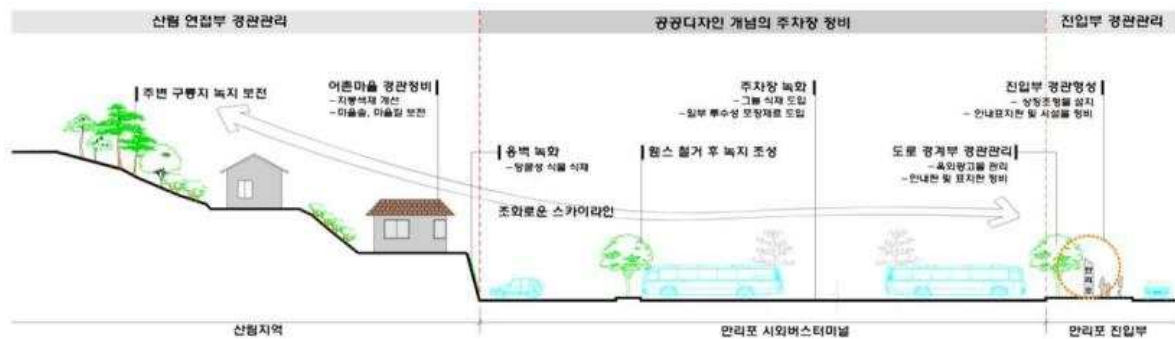 산림 연접부 경관관리
공공디자인 개념의 주차장 정비
진입부 경관관리
주변 구릉지 녹지 보전
어촌마을 경관정비
-지붕색채 개선
-마을숲, 마을길 보전
주차장 녹화
-그늘 식재 도입
-일부 투수성 포장재료 도입
진입부 경관형성
-상징조형물 설치
-안내표지판 및 시설물 정비
옹벽 녹화
-덩굴성 식물 식재
휀스 철거 후 녹지 조성
도로 경계부 경관관리
-옥외광고물 관리
-안내판 및 표지판 정비
조화로운 스카이라인
만리포
산림지역
만리포 시외버스터미널
만리포 진입부